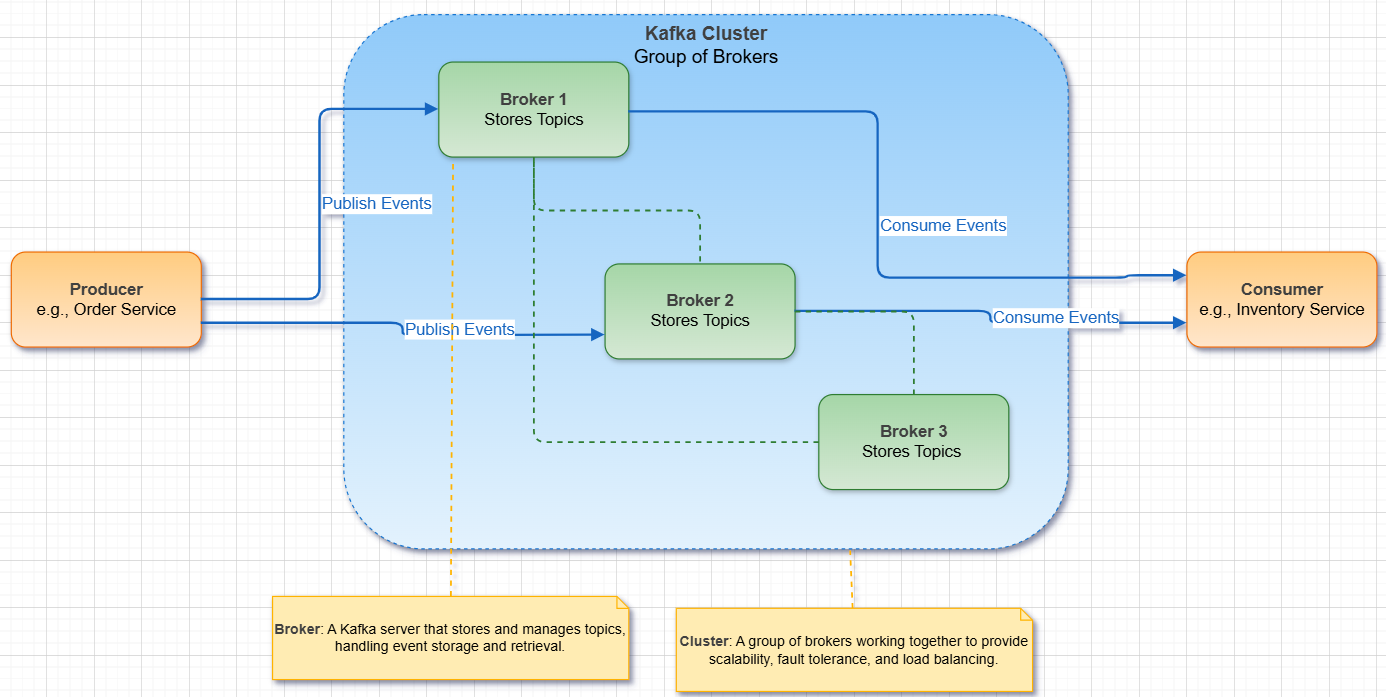 Kafka Cluster
Group of Brokers
Broker 1
Stores Topics
Publish Events
Consume Events
Producer
e.g., Order Service
Broker 2
Stores Topics
Consumer
e.g., Inventory Service
Publish Events
Consume Events
Broker 3
Stores Topics
Broker: A Kafka server that stores and manages topics,
handling event storage and retrieval.
Cluster: A group of brokers working together to provide
scalability, fault tolerance, and load balancing.